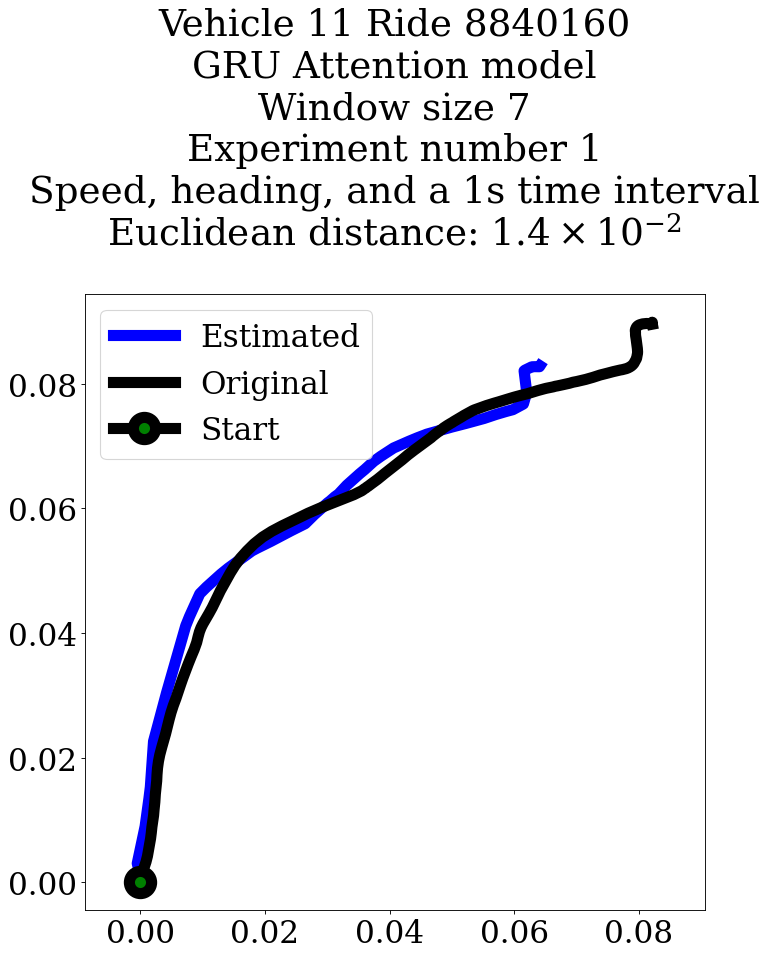 Vehicle 11 Ride 8840160
GRU Attention model
Window size 7
Experiment number 1
Speed, heading, and a 1s time interval
Euclidean distance: 1.4 × 10⁻²
Estimated
Original
Start
0.08
0.06
0.04
0.02
0.00
0.00 0.02 0.04 0.06 0.08